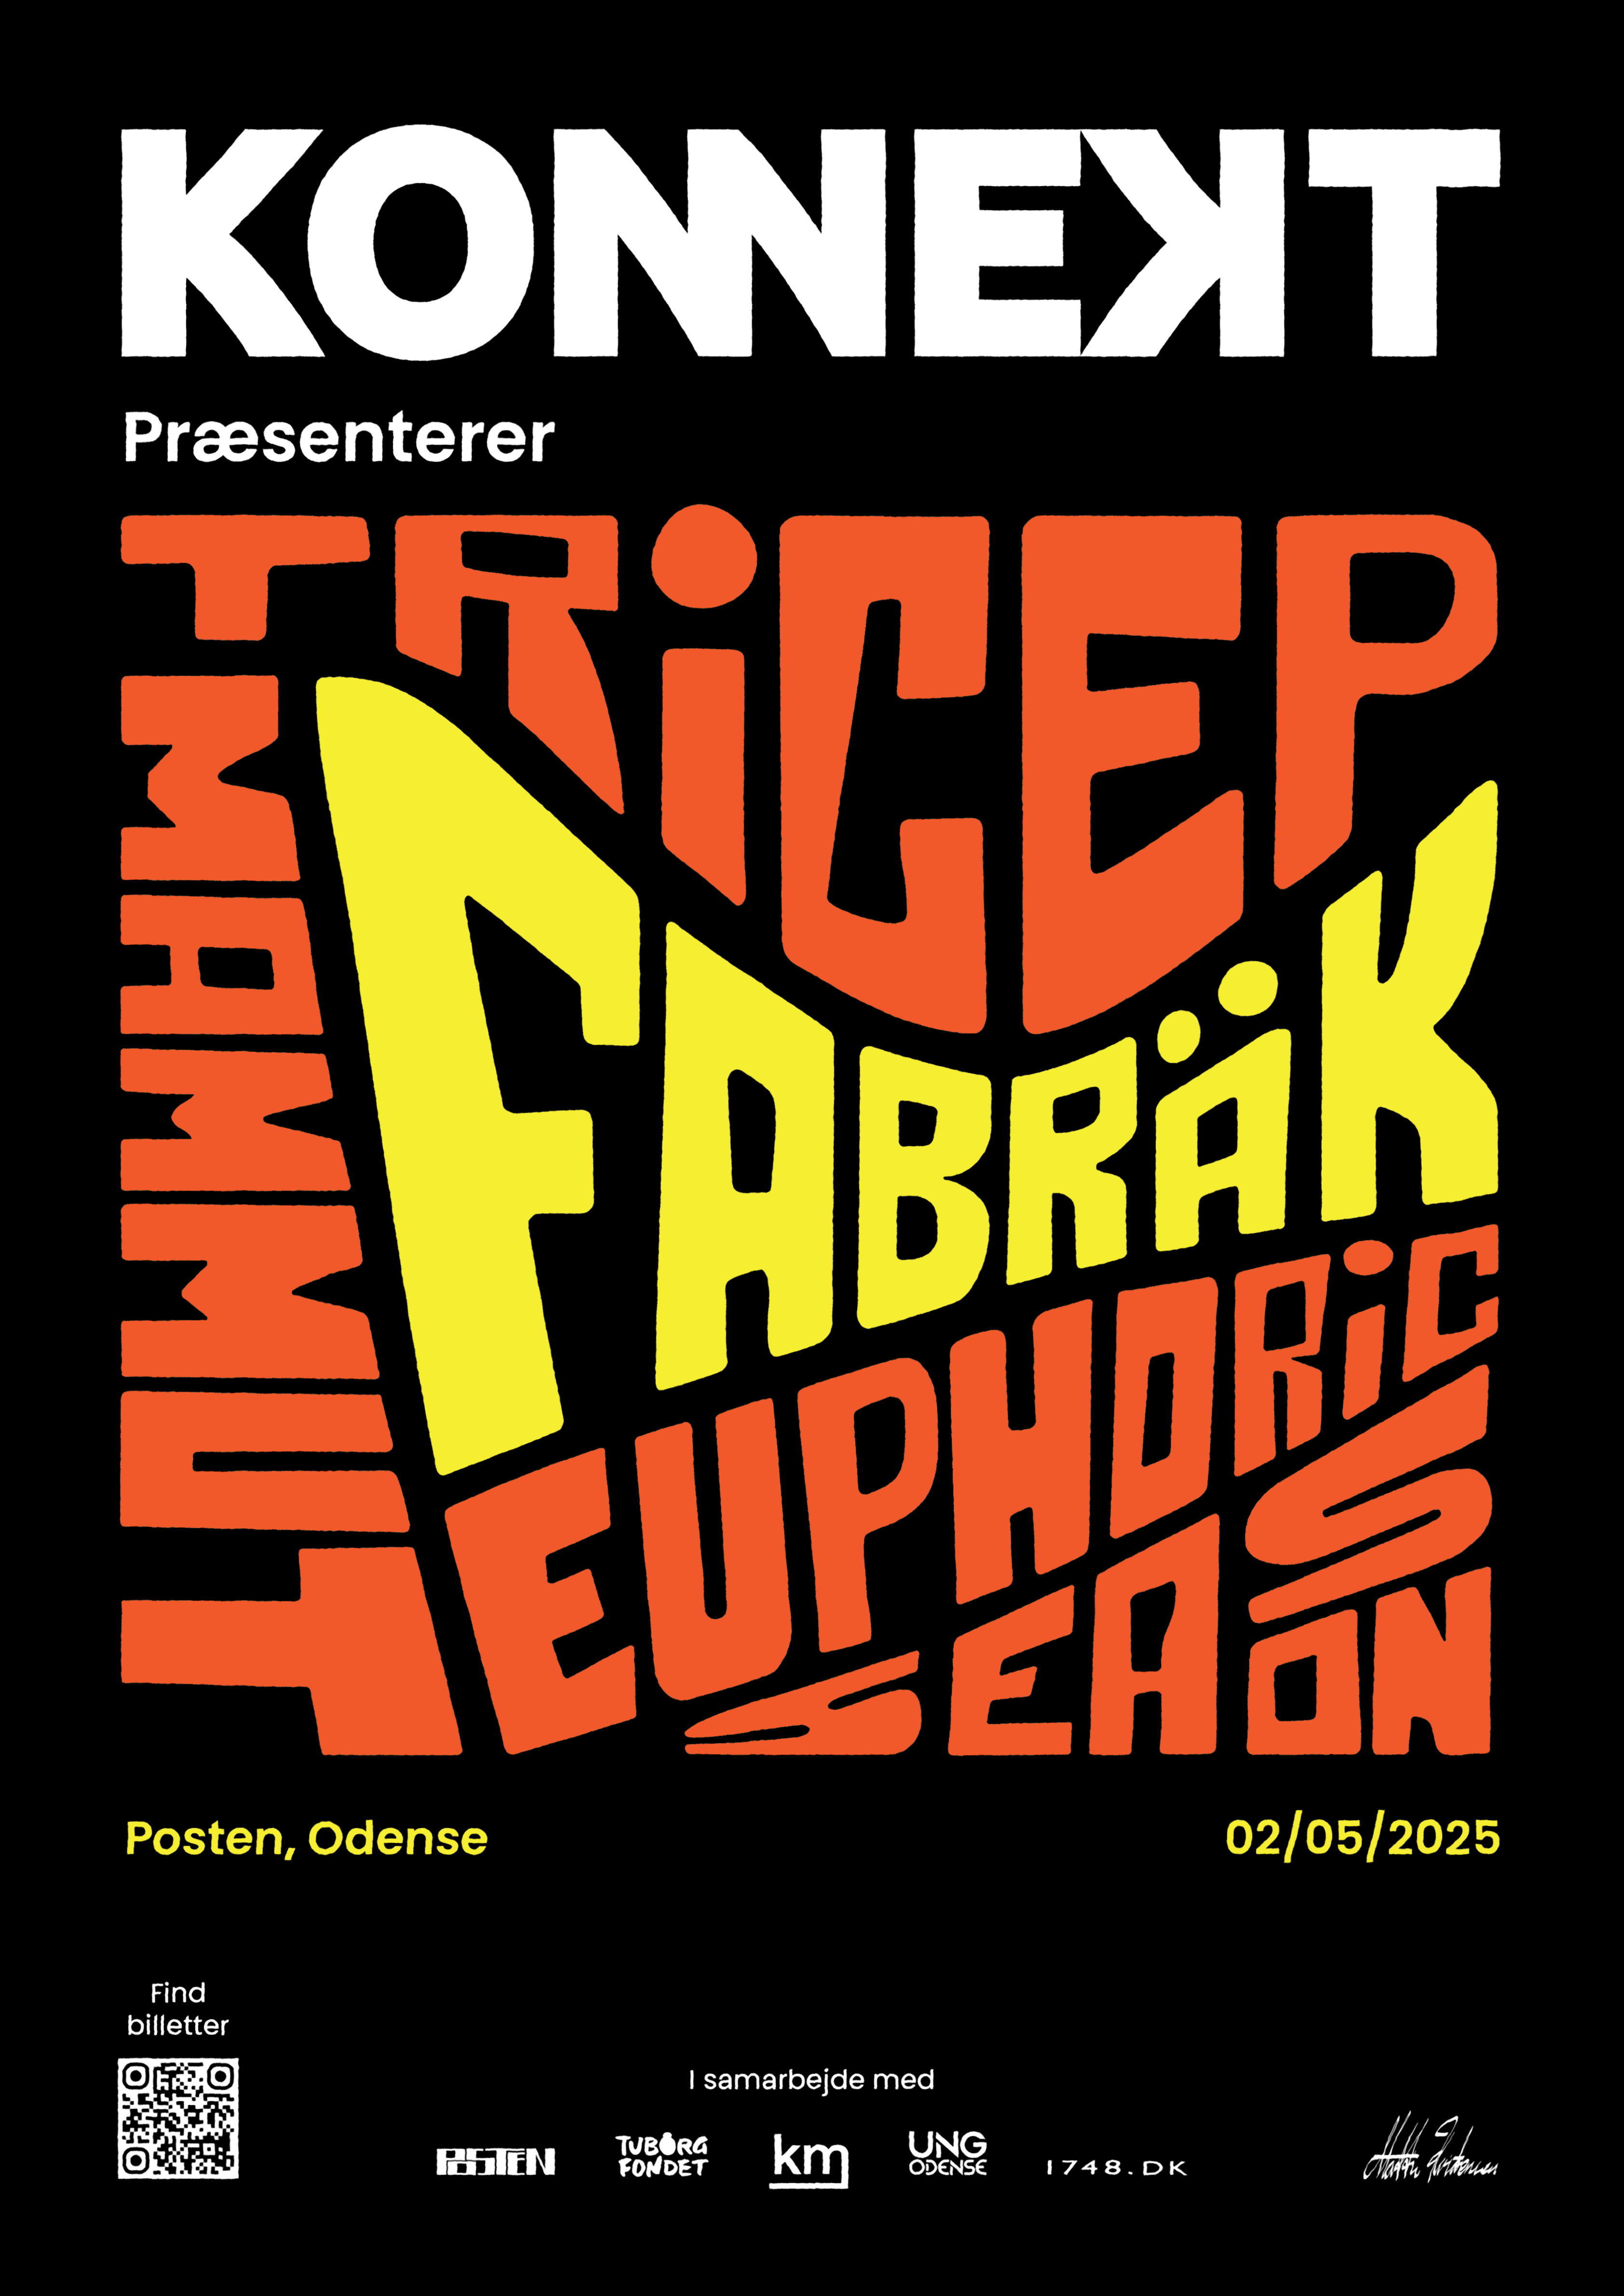 KONNEKT
Præsenterer
TRiCEP
MAMMUT
FABRÄK
EUPHORiC
SEASON
Posten, Odense
02/05/2025
Find
billetter
I samarbejde med
POSTEN
TUBORG
FONDET
km
UNG
ODENSE
1748.DK